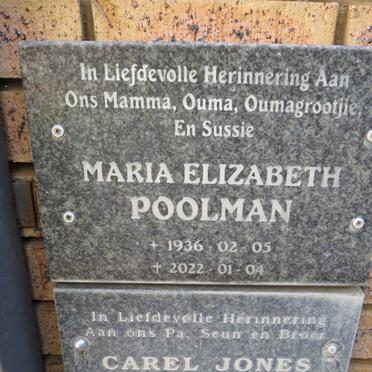 In Liefdevolle Herinnering Aan
Ons Mamma, Ouma, Oumagrootjie,
En Sussie
MARIA ELIZABETH
POOLMAN
+ 1936 - 02 - 05
+ 2022 - 01 - 04
In Liefdevolle Herinnering
Aan ons Pa, Seun en Broer
CAREL JONES